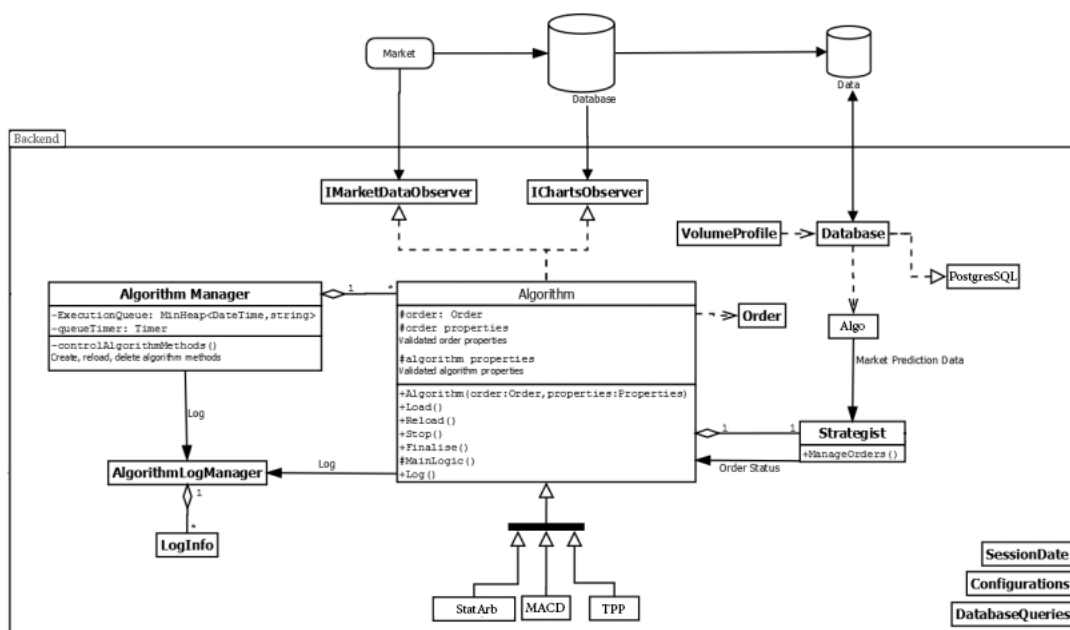 Market
Database
Data
Backend
IMarketDataObserver
IChartsObserver
VolumeProfile
Database
PostgresSQL
Algorithm Manager
-ExecutionQueue: MinHeap<DateTime,string>
-queueTimer: Timer
-controlAlgorithmMethods()
Create, reload, delete algorithm methods
1
*
Algorithm
#order: Order
#order properties
Validated order properties
#algorithm properties
Validated algorithm properties
+Algorithm(order:Order,properties:Properties)
+Load()
+Reload()
+Stop()
+Finalise()
#MainLogic()
+Log()
Order
Algo
Market Prediction Data
1
1
Strategist
+ManageOrders()
Order Status
Log
Log
AlgorithmLogManager
1
*
LogInfo
StatArb
MACD
TPP
SessionDate
Configurations
DatabaseQueries